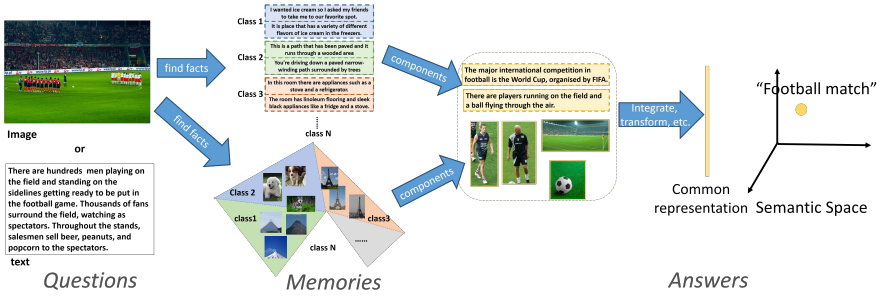 Image
or
There are hundreds men playing on
the field and standing on the
sidelines getting ready to be put in
the football game. Thousands of fans
surround the field, watching as
spectators. Throughout the stands,
salesmen sell beer, peanuts, and
popcorn to the spectators.
text
Questions
find facts
find facts
Class 1
I wanted ice cream so I asked my friends
to take me to our favorite spot.
It is place that has a variety of different
flavors of ice cream in the freezers.
Class 2
This is a path that has been paved and it
runs through a wooded area
You're driving down a paved narrow-
winding path surrounded by trees
Class 3
In this room there are appliances such as a
stove and a refrigerator.
The room has linoleum flooring and sleek
black appliances like a fridge and a stove.
......
class N
Class 2
class1
class3
class N
......
Memories
components
components
The major international competition in
football is the World Cup, organised by FIFA.
There are players running on the field and
a ball flying through the air.
Integrate,
transform, etc.
Common
representation
“Football match”
Semantic Space
Answers